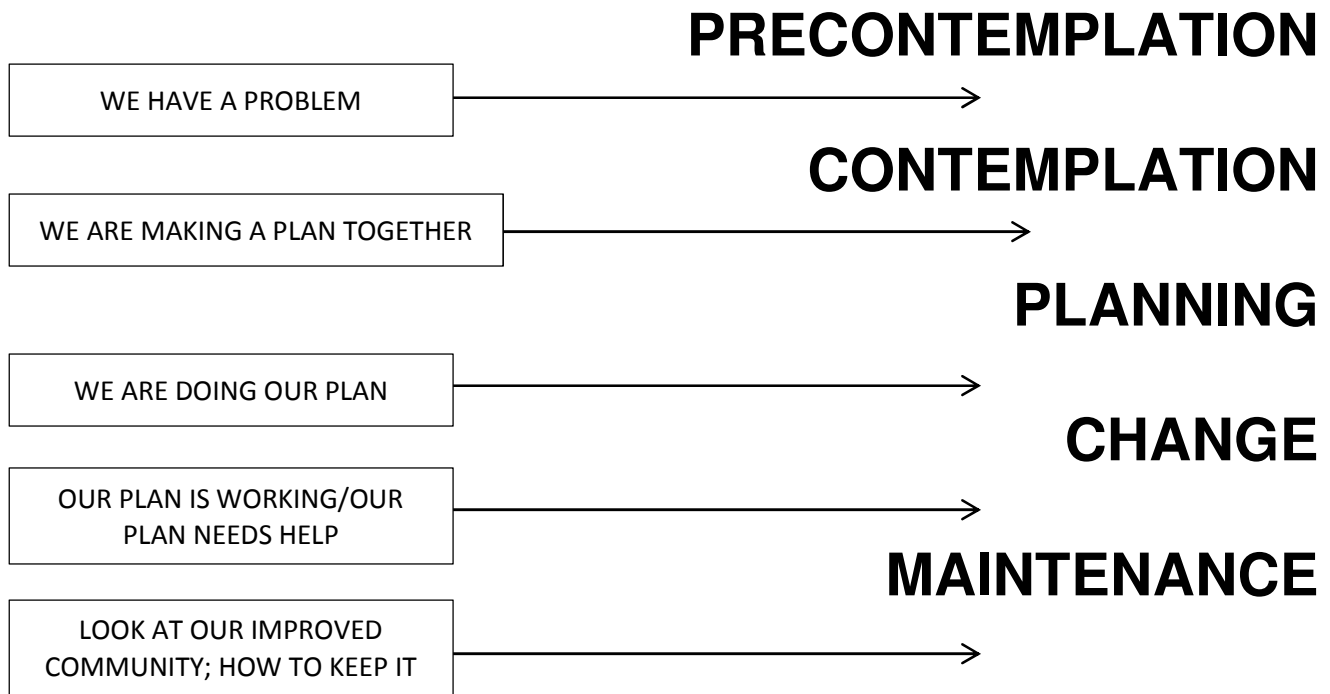 PRECONTEMPLATION
WE HAVE A PROBLEM
CONTEMPLATION
WE ARE MAKING A PLAN TOGETHER
PLANNING
WE ARE DOING OUR PLAN
CHANGE
OUR PLAN IS WORKING/OUR
PLAN NEEDS HELP
MAINTENANCE
LOOK AT OUR IMPROVED
COMMUNITY; HOW TO KEEP IT